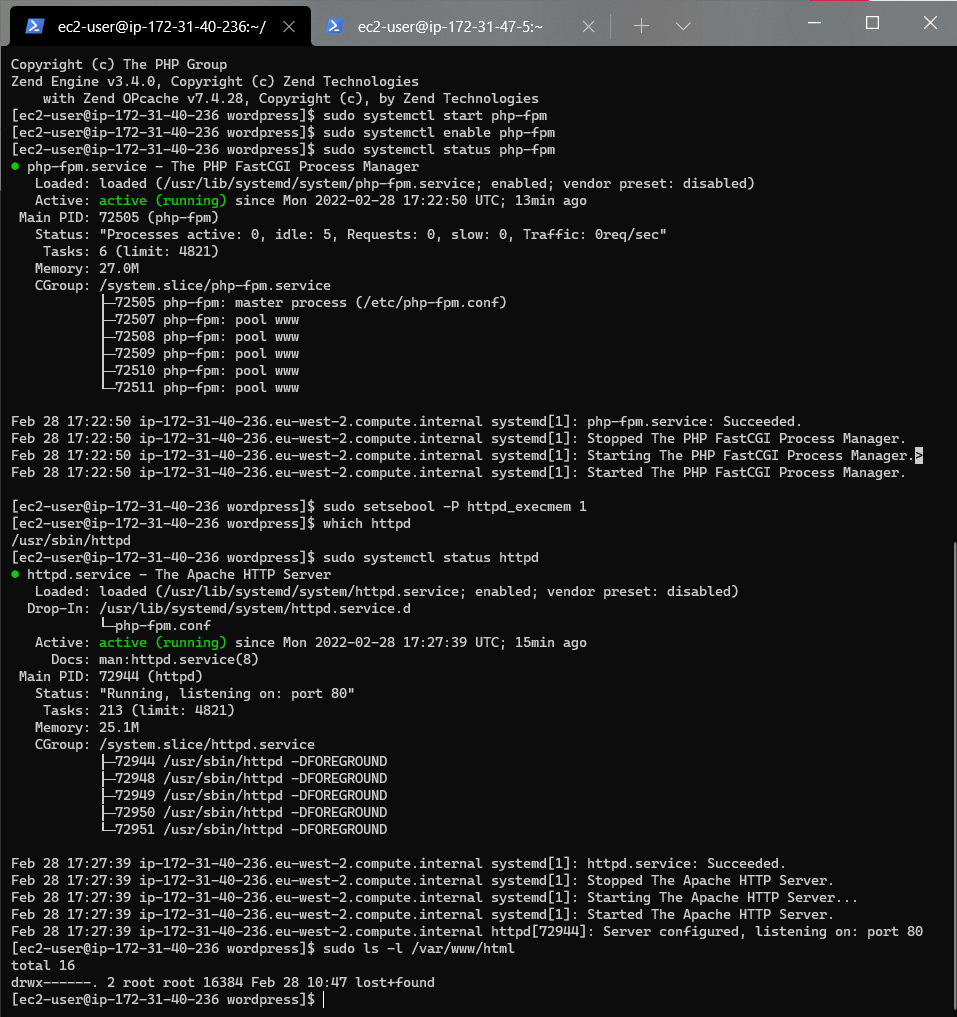 ec2-user@ip-172-31-40-236:~/
ec2-user@ip-172-31-47-5:~
Copyright (c) The PHP Group
Zend Engine v3.4.0, Copyright (c) Zend Technologies
    with Zend OPcache v7.4.28, Copyright (c), by Zend Technologies
[ec2-user@ip-172-31-40-236 wordpress]$ sudo systemctl start php-fpm
[ec2-user@ip-172-31-40-236 wordpress]$ sudo systemctl enable php-fpm
[ec2-user@ip-172-31-40-236 wordpress]$ sudo systemctl status php-fpm
● php-fpm.service - The PHP FastCGI Process Manager
   Loaded: loaded (/usr/lib/systemd/system/php-fpm.service; enabled; vendor preset: disabled)
   Active: active (running) since Mon 2022-02-28 17:22:50 UTC; 13min ago
 Main PID: 72505 (php-fpm)
   Status: "Processes active: 0, idle: 5, Requests: 0, slow: 0, Traffic: 0req/sec"
    Tasks: 6 (limit: 4821)
   Memory: 27.0M
   CGroup: /system.slice/php-fpm.service
           ├─72505 php-fpm: master process (/etc/php-fpm.conf)
           ├─72507 php-fpm: pool www
           ├─72508 php-fpm: pool www
           ├─72509 php-fpm: pool www
           ├─72510 php-fpm: pool www
           └─72511 php-fpm: pool www
Feb 28 17:22:50 ip-172-31-40-236.eu-west-2.compute.internal systemd[1]: php-fpm.service: Succeeded.
Feb 28 17:22:50 ip-172-31-40-236.eu-west-2.compute.internal systemd[1]: Stopped The PHP FastCGI Process Manager.
Feb 28 17:22:50 ip-172-31-40-236.eu-west-2.compute.internal systemd[1]: Starting The PHP FastCGI Process Manager.>
Feb 28 17:22:50 ip-172-31-40-236.eu-west-2.compute.internal systemd[1]: Started The PHP FastCGI Process Manager.
[ec2-user@ip-172-31-40-236 wordpress]$ sudo setsebool -P httpd_execmem 1
[ec2-user@ip-172-31-40-236 wordpress]$ which httpd
/usr/sbin/httpd
[ec2-user@ip-172-31-40-236 wordpress]$ sudo systemctl status httpd
● httpd.service - The Apache HTTP Server
   Loaded: loaded (/usr/lib/systemd/system/httpd.service; enabled; vendor preset: disabled)
  Drop-In: /usr/lib/systemd/system/httpd.service.d
           └─php-fpm.conf
   Active: active (running) since Mon 2022-02-28 17:27:39 UTC; 15min ago
     Docs: man:httpd.service(8)
 Main PID: 72944 (httpd)
   Status: "Running, listening on: port 80"
    Tasks: 213 (limit: 4821)
   Memory: 25.1M
   CGroup: /system.slice/httpd.service
           ├─72944 /usr/sbin/httpd -DFOREGROUND
           ├─72948 /usr/sbin/httpd -DFOREGROUND
           ├─72949 /usr/sbin/httpd -DFOREGROUND
           ├─72950 /usr/sbin/httpd -DFOREGROUND
           └─72951 /usr/sbin/httpd -DFOREGROUND
Feb 28 17:27:39 ip-172-31-40-236.eu-west-2.compute.internal systemd[1]: httpd.service: Succeeded.
Feb 28 17:27:39 ip-172-31-40-236.eu-west-2.compute.internal systemd[1]: Stopped The Apache HTTP Server.
Feb 28 17:27:39 ip-172-31-40-236.eu-west-2.compute.internal systemd[1]: Starting The Apache HTTP Server...
Feb 28 17:27:39 ip-172-31-40-236.eu-west-2.compute.internal systemd[1]: Started The Apache HTTP Server.
Feb 28 17:27:39 ip-172-31-40-236.eu-west-2.compute.internal httpd[72944]: Server configured, listening on: port 80
[ec2-user@ip-172-31-40-236 wordpress]$ sudo ls -l /var/www/html
total 16
drwx------. 2 root root 16384 Feb 28 10:47 lost+found
[ec2-user@ip-172-31-40-236 wordpress]$